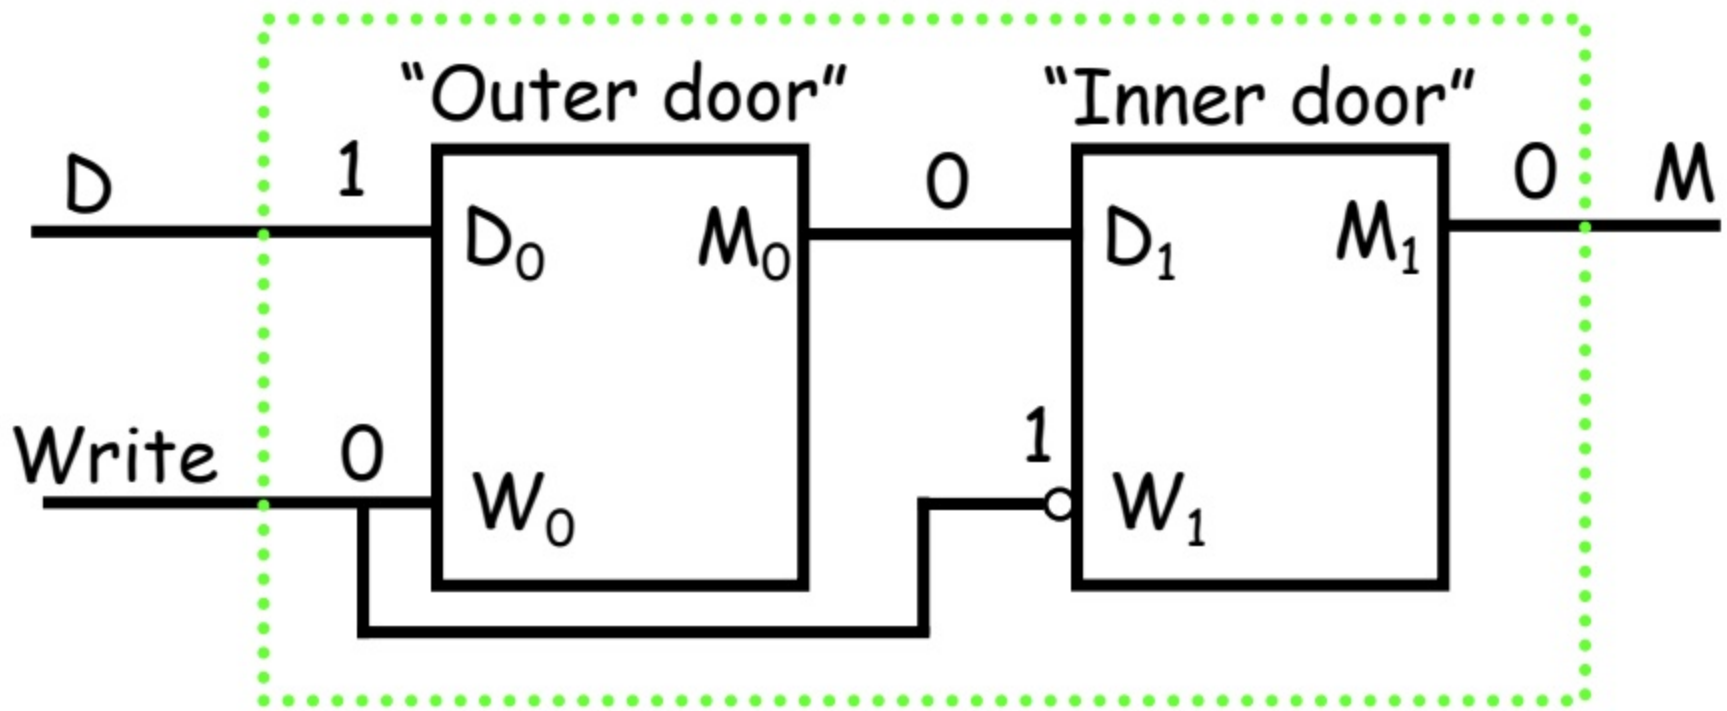 “Outer door” “Inner door”
D 1 0 0 M
D₀ M₀ D₁ M₁
Write 0 1
W₀ W₁